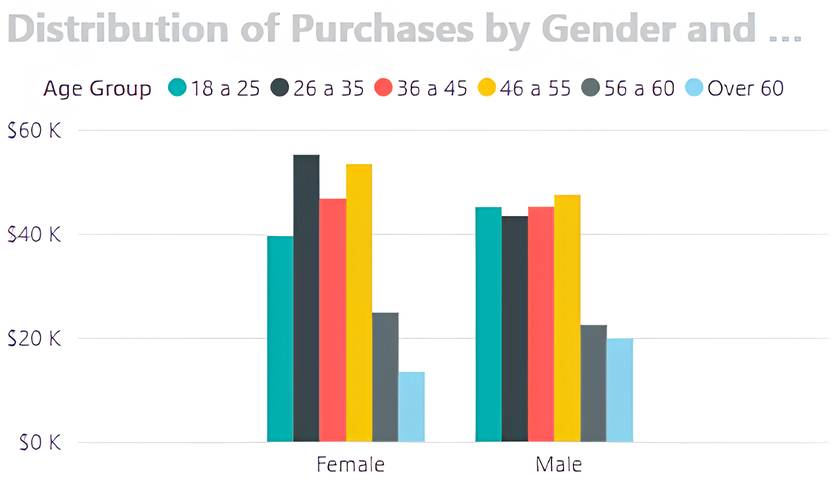 Distribution of Purchases by Gender and ...
Age Group 18 a 25 26 a 35 36 a 45 46 a 55 56 a 60 Over 60
$60 K
$40 K
$20 K
$0 K
Female Male